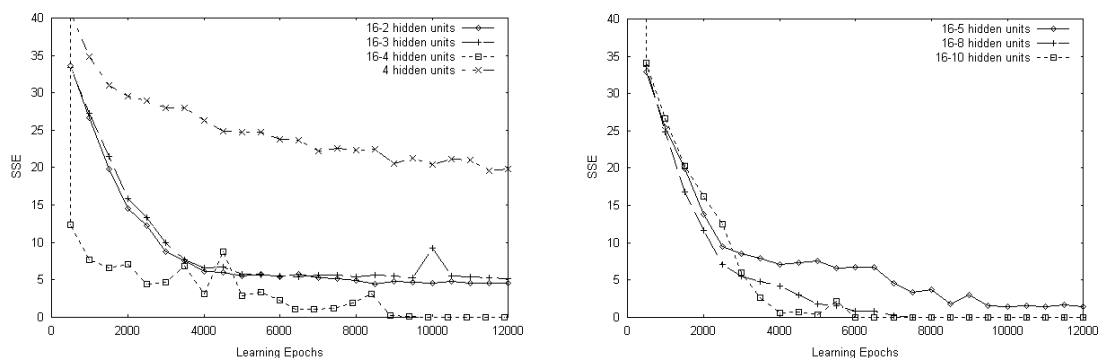 40
35
30
25
20
15
10
5
0
SSE
16-2 hidden units
16-3 hidden units
16-4 hidden units
4 hidden units
0 2000 4000 6000 8000 10000 12000
Learning Epochs
40
35
30
25
20
15
10
5
0
SSE
16-5 hidden units
16-8 hidden units
16-10 hidden units
0 2000 4000 6000 8000 10000 12000
Learning Epochs